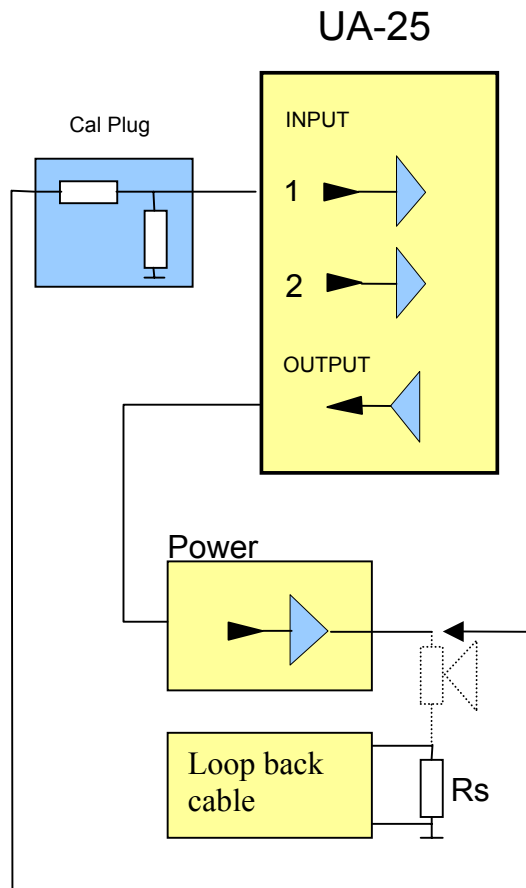 UA-25
Cal Plug
INPUT
1
2
OUTPUT
Power
Loop back
cable
Rs